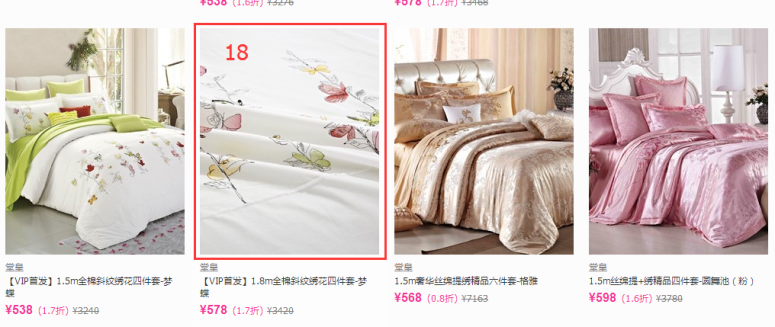 ¥538 (1.6折) ¥3276
¥578 (1.7折) ¥3468
18
堂皇
【VIP首发】1.5m全棉斜纹绣花四件套-梦
蝶
¥538 (1.7折) ¥3240
堂皇
【VIP首发】1.8m全棉斜纹绣花四件套-梦
蝶
¥578 (1.7折) ¥3420
堂皇
1.5m奢华丝绵提绣精品六件套-格雅
¥568 (0.8折) ¥7163
堂皇
1.5m丝绵提+绣精品四件套-圆舞池（粉）
¥598 (1.6折) ¥3780